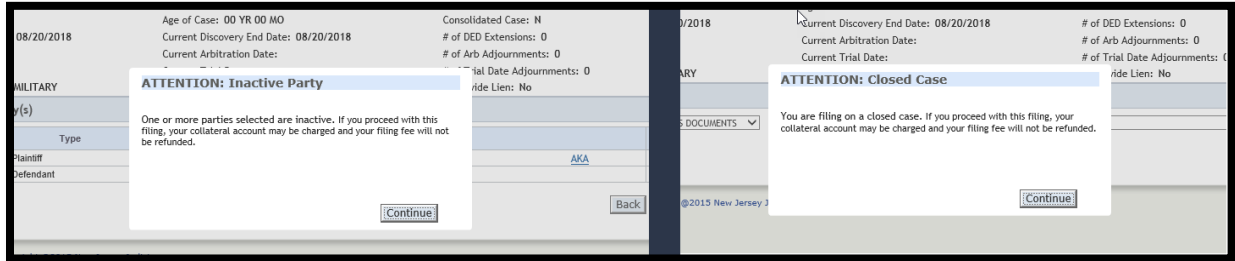 Age of Case: 00 YR 00 MO
Consolidated Case: N
08/20/2018
Current Discovery End Date: 08/20/2018
# of DED Extensions: 0
Current Arbitration Date:
# of Arb Adjournments: 0
Trial Date Adjournments: 0
MILITARY
vide Lien: No
ATTENTION: Inactive Party
y(s)
One or more parties selected are inactive. If you proceed with this
filing, your collateral account may be charged and your filing fee will not
be refunded.
Type
Plaintiff
AKA
Defendant
Continue
Back
0/2018
Current Discovery End Date: 08/20/2018
# of DED Extensions: 0
Current Arbitration Date:
# of Arb Adjournments: 0
Current Trial Date:
# of Trial Date Adjournments:
ARY
vide Lien: No
ATTENTION: Closed Case
You are filing on a closed case. If you proceed with this filing, your
collateral account may be charged and your filing fee will not be refunded.
S DOCUMENTS
Continue
@2015 New Jersey J